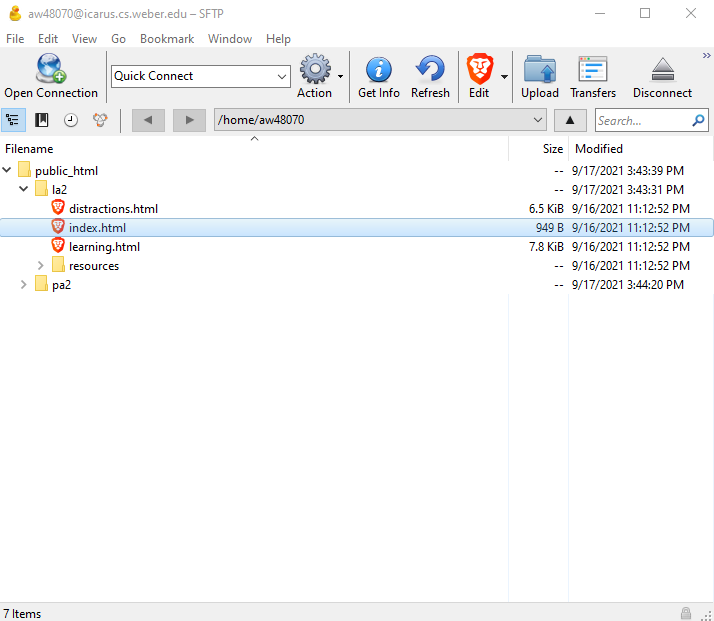 aw48070@icarus.cs.weber.edu – SFTP
File Edit View Go Bookmark Window Help
Open Connection Quick Connect Action Get Info Refresh Edit Upload Transfers Disconnect »
/home/aw48070 Search...
Filename Size Modified
public_html -- 9/17/2021 3:43:39 PM
la2 -- 9/17/2021 3:43:31 PM
distractions.html 6.5 KiB 9/16/2021 11:12:52 PM
index.html 949 B 9/16/2021 11:12:52 PM
learning.html 7.8 KiB 9/16/2021 11:12:52 PM
resources -- 9/16/2021 11:12:52 PM
pa2 -- 9/17/2021 3:44:20 PM
7 Items